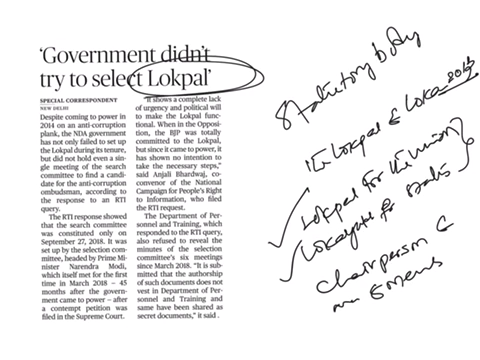 'Government didn't
try to select Lokpal'
SPECIAL CORRESPONDENT
NEW DELHI
Despite coming to power in
2014 on an anti-corruption
plank, the NDA government
has not only failed to set up
the Lokpal during its tenure,
but did not hold even a sin-
gle meeting of the search
committee to find a candi-
date for the anti-corruption
ombudsman, according to
the response to an RTI
query.
The RTI response showed
that the search committee
was constituted only on
September 27, 2018. It was
set up by the selection com-
mittee, headed by Prime Mi-
nister Narendra Modi,
which itself met for the first
time in March 2018 – 45
months after the govern-
ment came to power – after
a contempt petition was
filed in the Supreme Court.
"It shows a complete lack
of urgency and political will
to make the Lokpal func-
tional. When in the Opposi-
tion, the BJP was totally
committed to the Lokpal,
but since it came to power, it
has shown no intention to
take the necessary steps,"
said Anjali Bhardwaj, co-
convenor of the National
Campaign for People's Right
to Information, who filed
the RTI request.
The Department of Per-
sonnel and Training, which
responded to the RTI query,
also refused to reveal the
minutes of the selection
committee's six meetings
since March 2018. "It is sub-
mitted that the authorship
of such documents does not
vest in Department of Per-
sonnel and Training and
same have been shared as
secret documents," it said .
Statutory body
The Lokpal & Loka 2013
Lokpal for the union
Lokayukta for states
chairperson &
8 mems